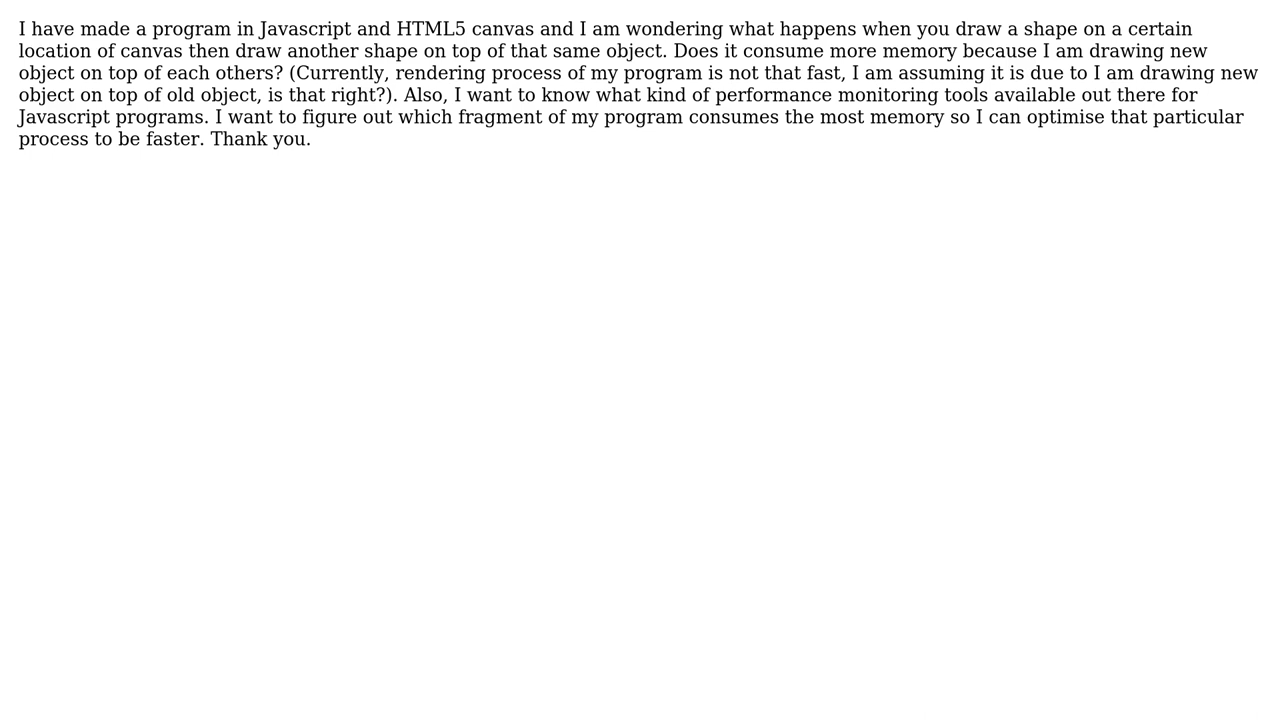 I have made a program in Javascript and HTML5 canvas and I am wondering what happens when you draw a shape on a certain
location of canvas then draw another shape on top of that same object. Does it consume more memory because I am drawing new
object on top of each others? (Currently, rendering process of my program is not that fast, I am assuming it is due to I am drawing new
object on top of old object, is that right?). Also, I want to know what kind of performance monitoring tools available out there for
Javascript programs. I want to figure out which fragment of my program consumes the most memory so I can optimise that particular
process to be faster. Thank you.